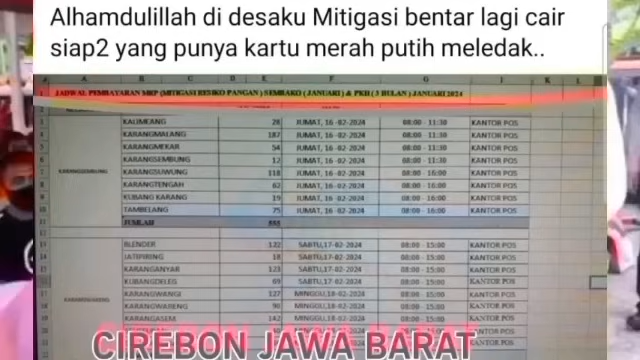 Alhamdulillah di desaku Mitigasi bentar lagi cair
siap2 yang punya kartu merah putih meledak..
JADWAL PEMBAYARAN MRP (MITIGASI RESIKO PANGAN) SEMBAKO (JANUARI) & PKH (3 BULAN) JANUARI 2024
KALIMEANG 26 JUMAT, 16 -02-2024 08:00 - 11:30 KANTOR POS
KARANGMALANG 187 JUMAT, 16 -02-2024 08:00 - 11:30 KANTOR POS
KARANGMEKAR 54 JUMAT, 16 -02-2024 08:00 - 11:30 KANTOR POS
KARANGSEMBUNG 12 JUMAT, 16 -02-2024 08:00 - 11:30 KANTOR POS
KARANGSUWUNG 118 JUMAT, 16 -02-2024 08:00 - 16:00 KANTOR POS
KARANGTENGAH 62 JUMAT, 16 -02-2024 08:00 - 16:00 KANTOR POS
KUBANG KARANG 19 JUMAT, 16 -02-2024 08:00 - 16:00 KANTOR POS
TAMBELANG 75 JUMAT, 16 -02-2024 08:00 - 16:00 KANTOR POS
JUMLAH
BLENDER 122 SABTU,17-02-2024 08:00 - 15:00 KANTOR POS
JATIPIRING 18 SABTU,17-02-2024 08:00 - 15:00 KANTOR POS
KARANGANYAR 123 SABTU,17-02-2024 08:00 - 15:00 KANTOR POS
KUBANGDELEG 69 SABTU,17-02-2024 08:00 - 15:00 KANTOR POS
KARANGWANGI 127 MINGGU,18-02-2024 08:00 - 15:00 KANTOR POS
KARANGWARENG 90 MINGGU,18-02-2024 08:00 - 15:00 KANTOR POS
KARANGASEM 142 MINGGU,18-02-2024 08:00 - 15:00 KANTOR POS
CIREBON JAWA BARAT